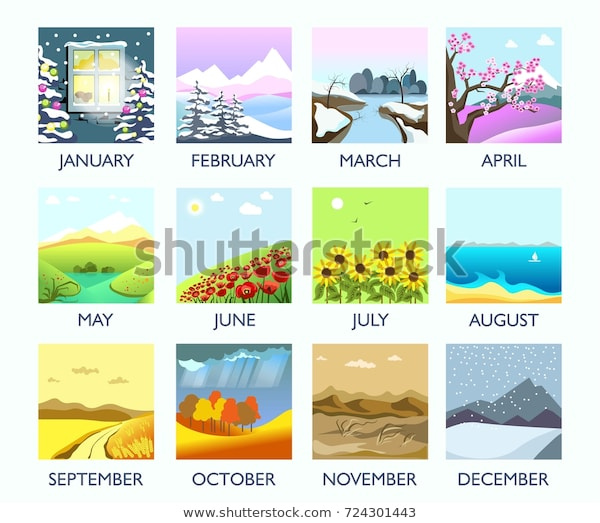 JANUARY FEBRUARY MARCH APRIL
MAY JUNE JULY AUGUST
shutterstock
SEPTEMBER OCTOBER NOVEMBER DECEMBER
www.shutterstock.com · 724301443